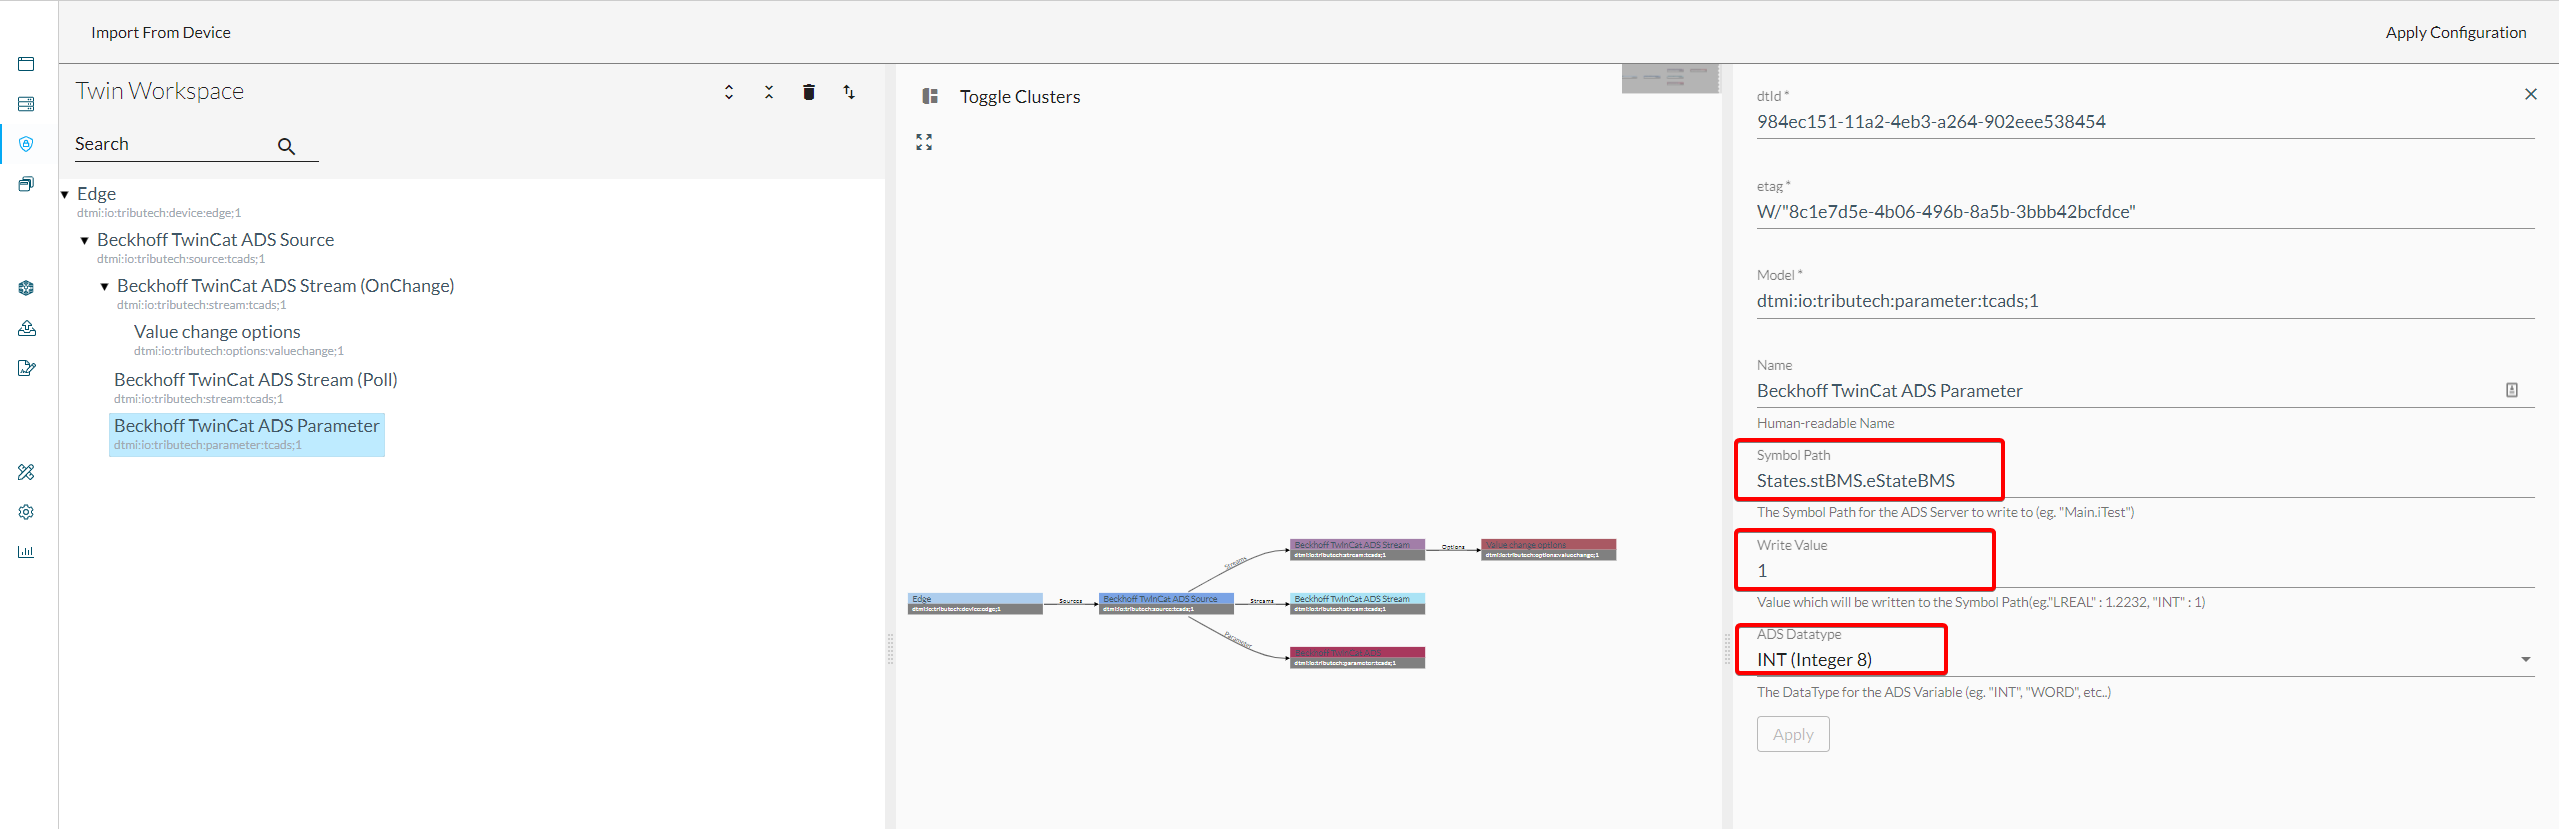 Import From Device
Apply Configuration
Twin Workspace
Search
Edge
dtmi:io:tributech:device:edge;1
Beckhoff TwinCat ADS Source
dtmi:io:tributech:source:tcads;1
Beckhoff TwinCat ADS Stream (OnChange)
dtmi:io:tributech:stream:tcads;1
Value change options
dtmi:io:tributech:options:valuechange;1
Beckhoff TwinCat ADS Stream (Poll)
dtmi:io:tributech:stream:tcads;1
Beckhoff TwinCat ADS Parameter
dtmi:io:tributech:parameter:tcads;1
Toggle Clusters
Beckhoff TwinCat ADS Stream
dtmi:io:tributech:stream:tcads;1
Options
Value change options
dtmi:io:tributech:options:valuechange;1
Streams
Edge
dtmi:io:tributech:device:edge;1
Sources
Beckhoff TwinCat ADS Source
dtmi:io:tributech:source:tcads;1
Streams
Beckhoff TwinCat ADS Stream
dtmi:io:tributech:stream:tcads;1
Parameter
Beckhoff TwinCat ADS
dtmi:io:tributech:parameter:tcads;1
dtId *
984ec151-11a2-4eb3-a264-902eee538454
etag *
W/"8c1e7d5e-4b06-496b-8a5b-3bbb42bcfdce"
Model *
dtmi:io:tributech:parameter:tcads;1
Name
Beckhoff TwinCat ADS Parameter
Human-readable Name
Symbol Path
States.stBMS.eStateBMS
The Symbol Path for the ADS Server to write to (eg. "Main.iTest")
Write Value
1
Value which will be written to the Symbol Path(eg."LREAL" : 1.2232, "INT" : 1)
ADS Datatype
INT (Integer 8)
The DataType for the ADS Variable (eg. "INT", "WORD", etc..)
Apply